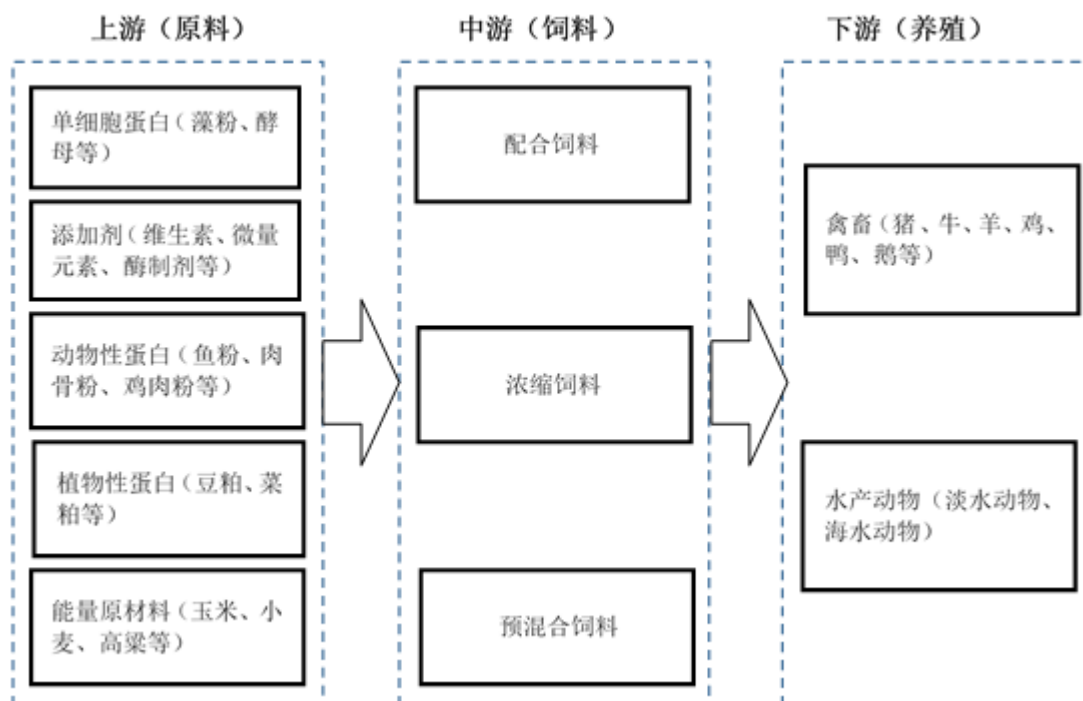 上游（原料）
单细胞蛋白（藻粉、酵
母等）
添加剂（维生素、微量
元素、酶制剂等）
动物性蛋白（鱼粉、肉
骨粉、鸡肉粉等）
植物性蛋白（豆粕、菜
粕等）
能量原材料（玉米、小
麦、高粱等）
中游（饲料）
配合饲料
浓缩饲料
预混合饲料
下游（养殖）
禽畜（猪、牛、羊、鸡、
鸭、鹅等）
水产动物（淡水动物、
海水动物）